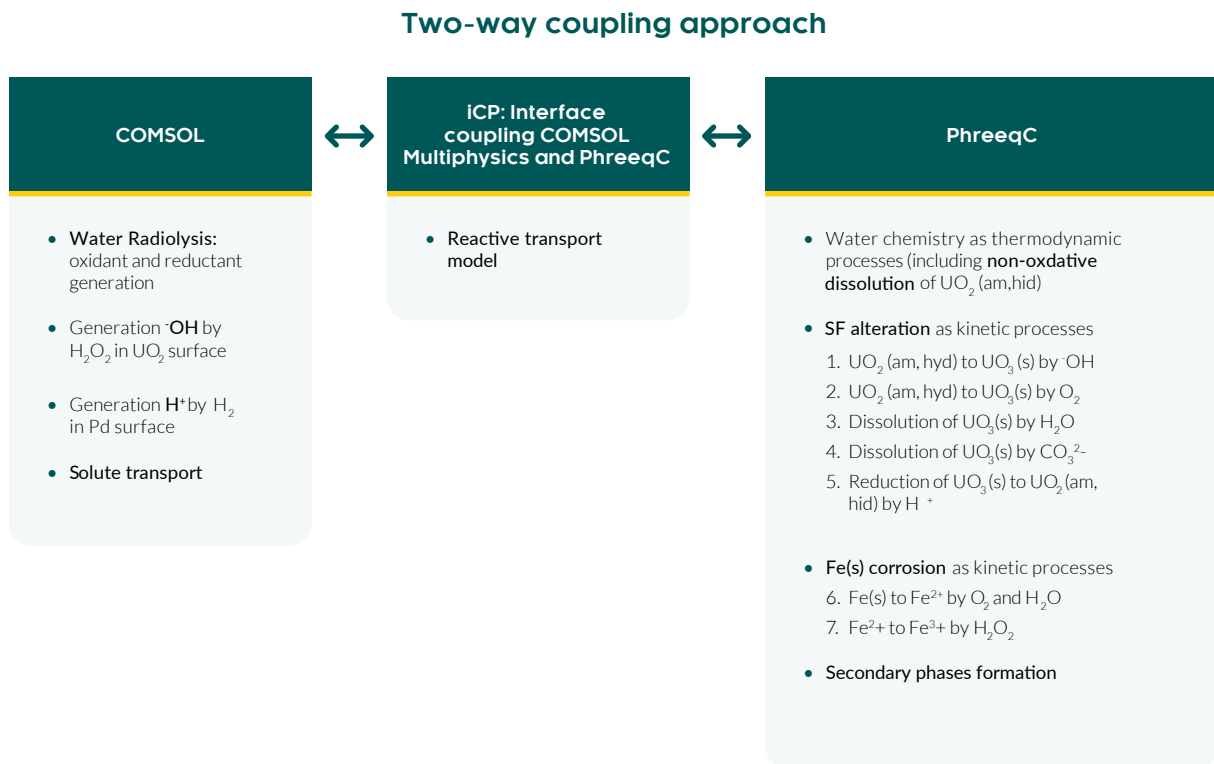 Two-way coupling approach
COMSOL
• Water Radiolysis:
oxidant and reductant
generation
• Generation ·OH by
H₂O₂ in UO₂ surface
• Generation H⁺ by H₂
in Pd surface
• Solute transport
iCP: Interface
coupling COMSOL
Multiphysics and PhreeqC
• Reactive transport
model
PhreeqC
• Water chemistry as thermodynamic
processes (including non-oxdative
dissolution of UO₂ (am,hid)
• SF alteration as kinetic processes
1. UO₂ (am, hyd) to UO₃ (s) by ·OH
2. UO₂ (am, hyd) to UO₃(s) by O₂
3. Dissolution of UO₃(s) by H₂O
4. Dissolution of UO₃(s) by CO₃²⁻
5. Reduction of UO₃(s) to UO₂(am,
hid) by H ⁺
• Fe(s) corrosion as kinetic processes
6. Fe(s) to Fe²⁺ by O₂ and H₂O
7. Fe²+ to Fe³+ by H₂O₂
• Secondary phases formation